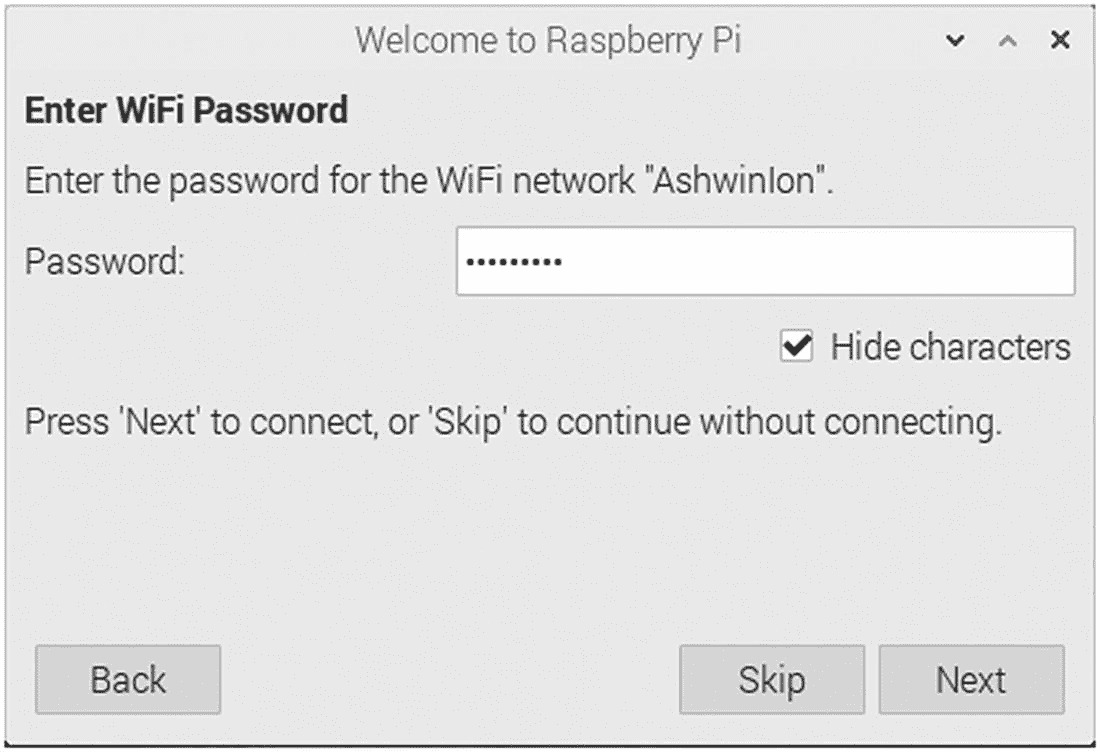 Welcome to Raspberry Pi
Enter WiFi Password
Enter the password for the WiFi network "AshwinIon".
Password: •••••••••
Hide characters
Press 'Next' to connect, or 'Skip' to continue without connecting.
Back Skip Next